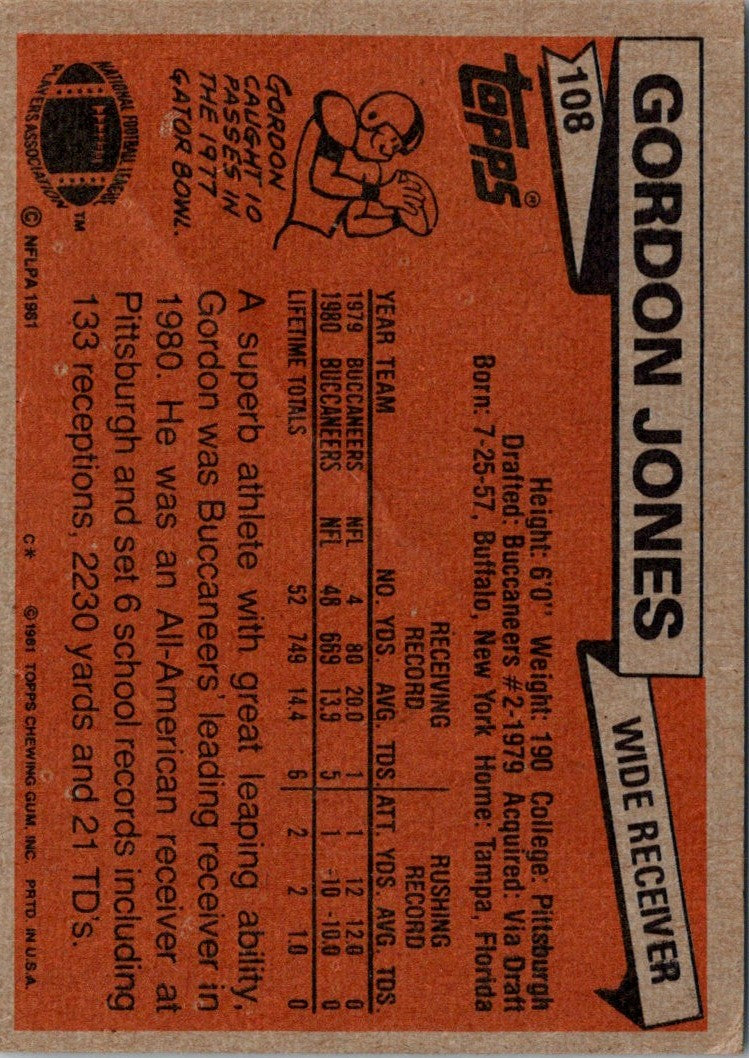 GORDON JONES
WIDE RECEIVER
108
TOPPS®
Height: 6'0" Weight: 190 College: Pittsburgh
Drafted: Buccaneers #2-1979 Acquired: Via Draft
Born: 7-25-57, Buffalo, New York Home: Tampa, Florida
RECEIVING RECORD RUSHING RECORD
YEAR TEAM NO. YDS. AVG. TDS. ATT. YDS. AVG. TDS.
1979 BUCCANEERS NFL 4 80 20.0 1 1 12 12.0 0
1980 BUCCANEERS NFL 48 669 13.9 5 1 -10 -10.0 0
LIFETIME TOTALS 52 749 14.4 6 2 2 1.0 0
GORDON
CAUGHT 10
PASSES IN
THE 1977
GATOR BOWL.
A superb athlete with great leaping ability,
Gordon was Buccaneers' leading receiver in
1980. He was an All-American receiver at
Pittsburgh and set 6 school records including
133 receptions, 2230 yards and 21 TD's.
NATIONAL FOOTBALL LEAGUE
PLAYERS ASSOCIATION
™
© NFLPA 1981
C* ©1981 TOPPS CHEWING GUM, INC. PRTD. IN U.S.A.